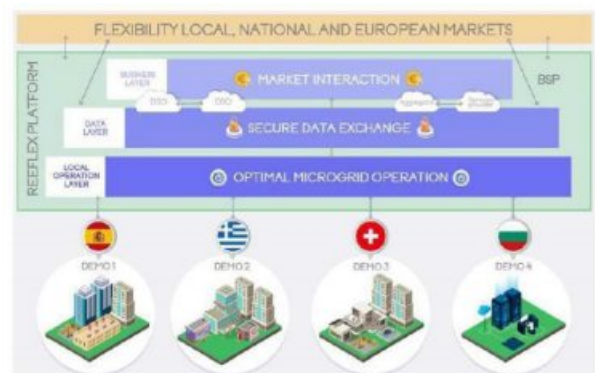 FLEXIBILITY LOCAL, NATIONAL AND EUROPEAN MARKETS
REEFLEX PLATFORM
BUSINESS
LAYER
MARKET INTERACTION
BSP
DSO
DSO
Aggregator
DATA
LAYER
SECURE DATA EXCHANGE
LOCAL
OPERATION
LAYER
OPTIMAL MICROGRID OPERATION
DEMO 1
DEMO 2
DEMO 3
DEMO 4